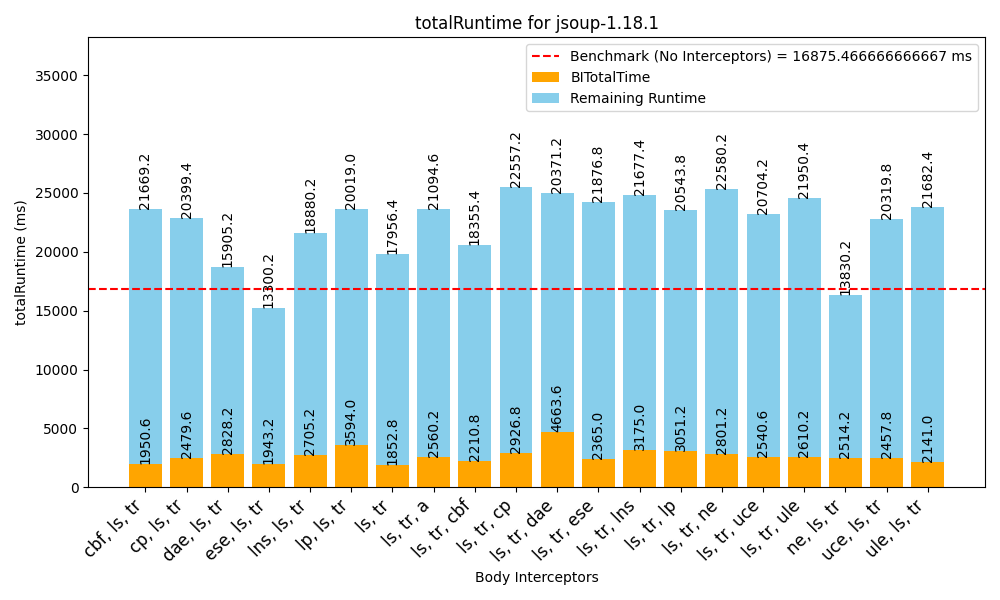 totalRuntime for jsoup-1.18.1
Benchmark (No Interceptors) = 16875.466666666667 ms
BITotalTime
Remaining Runtime
totalRuntime (ms)
35000
30000
25000
20000
15000
10000
5000
0
21669.2
20399.4
15905.2
13300.2
18880.2
20019.0
17956.4
21094.6
18355.4
22557.2
20371.2
21876.8
21677.4
20543.8
22580.2
20704.2
21950.4
13830.2
20319.8
21682.4
1950.6
2479.6
2828.2
1943.2
2705.2
3594.0
1852.8
2560.2
2210.8
2926.8
4663.6
2365.0
3175.0
3051.2
2801.2
2540.6
2610.2
2514.2
2457.8
2141.0
cbf, ls, tr
cp, ls, tr
dae, ls, tr
ese, ls, tr
lns, ls, tr
lp, ls, tr
ls, tr
ls, tr, a
ls, tr, cbf
ls, tr, cp
ls, tr, dae
ls, tr, ese
ls, tr, lns
ls, tr, lp
ls, tr, ne
ls, tr, uce
ls, tr, ule
ne, ls, tr
uce, ls, tr
ule, ls, tr
Body Interceptors